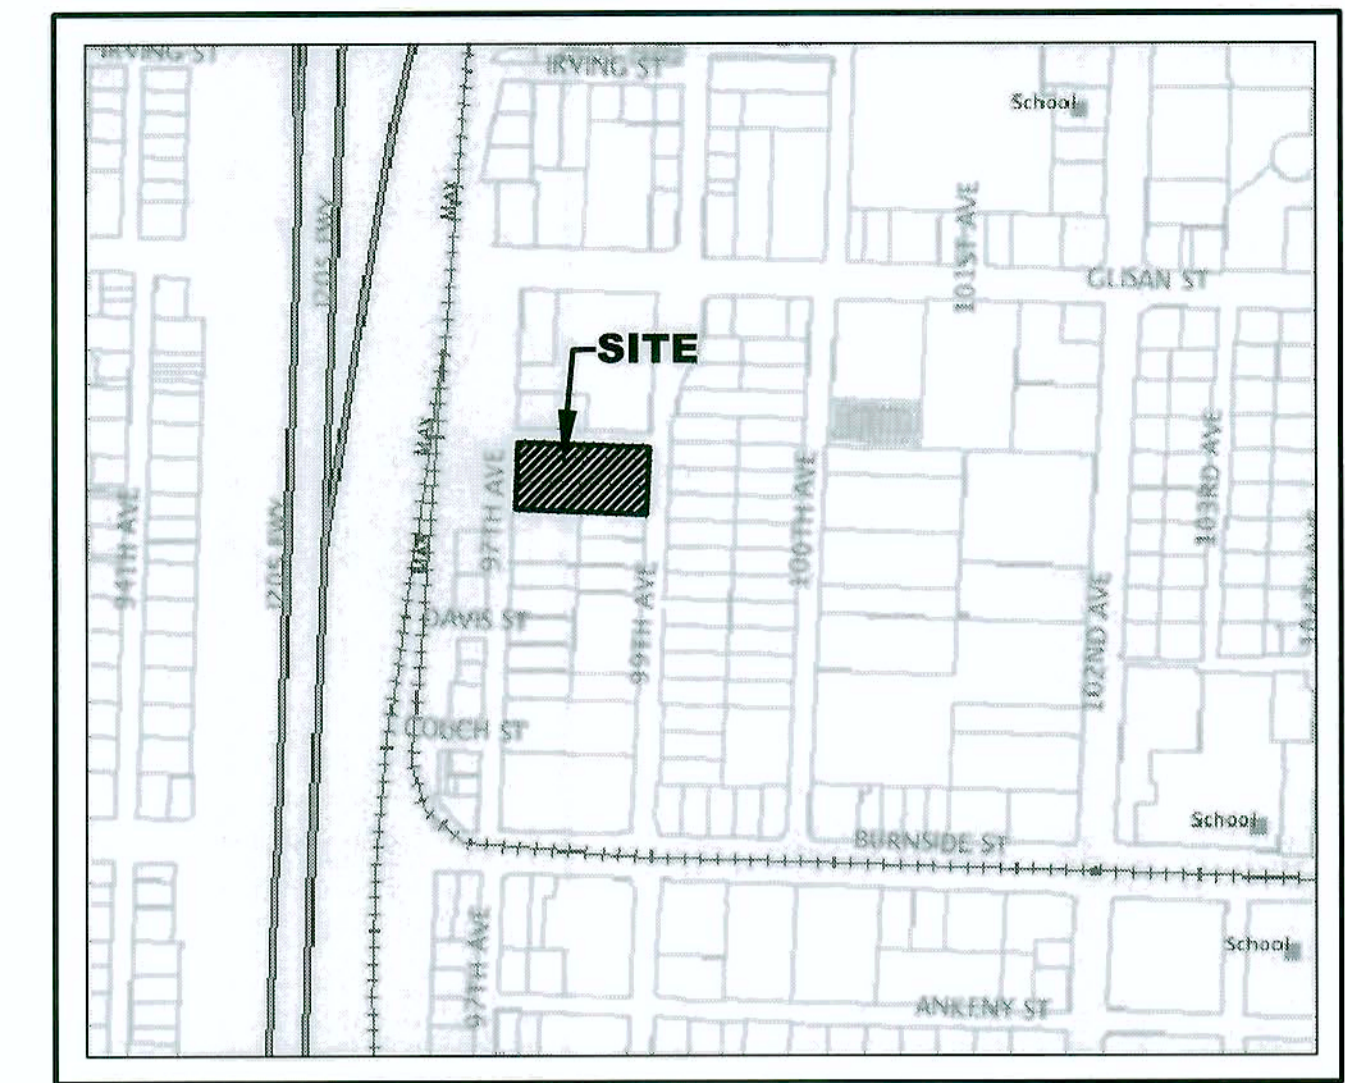 IRVING ST
IRVING ST
School
MAX
I205 FWY
101ST AVE
GLISAN ST
SITE
MAX
97TH AVE
100TH AVE
103RD AVE
94TH AVE
I205 FWY
MAX
99TH AVE
102ND AVE
104TH AVE
DAVIS ST
COUCH ST
School
BURNSIDE ST
97TH AVE
School
ANKENY ST